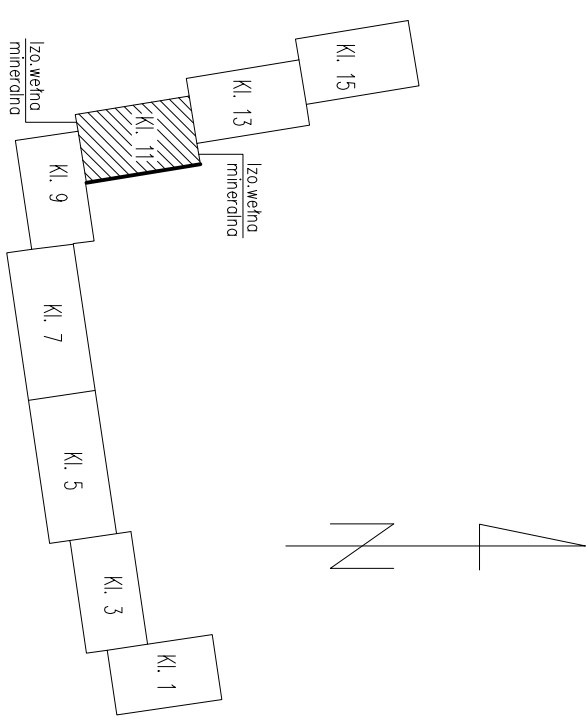 Kl. 15
Kl. 13
Kl. 11
Izo.wełna
mineralna
Izo.wełna
mineralna
Kl. 9
Kl. 7
Kl. 5
Kl. 3
Kl. 1
N